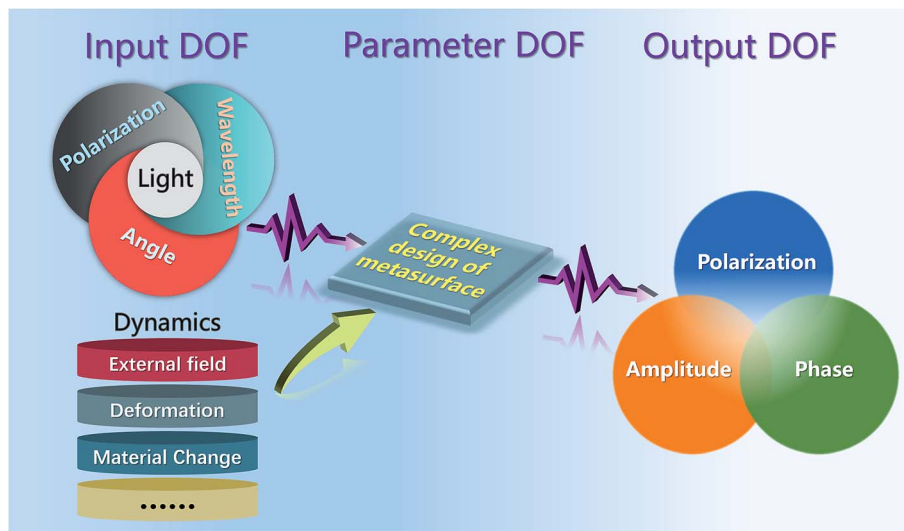 Input DOF
Parameter DOF
Output DOF
Polarization
Wavelength
Light
Angle
Complex
design of
metasurface
Polarization
Amplitude
Phase
Dynamics
External field
Deformation
Material Change
......